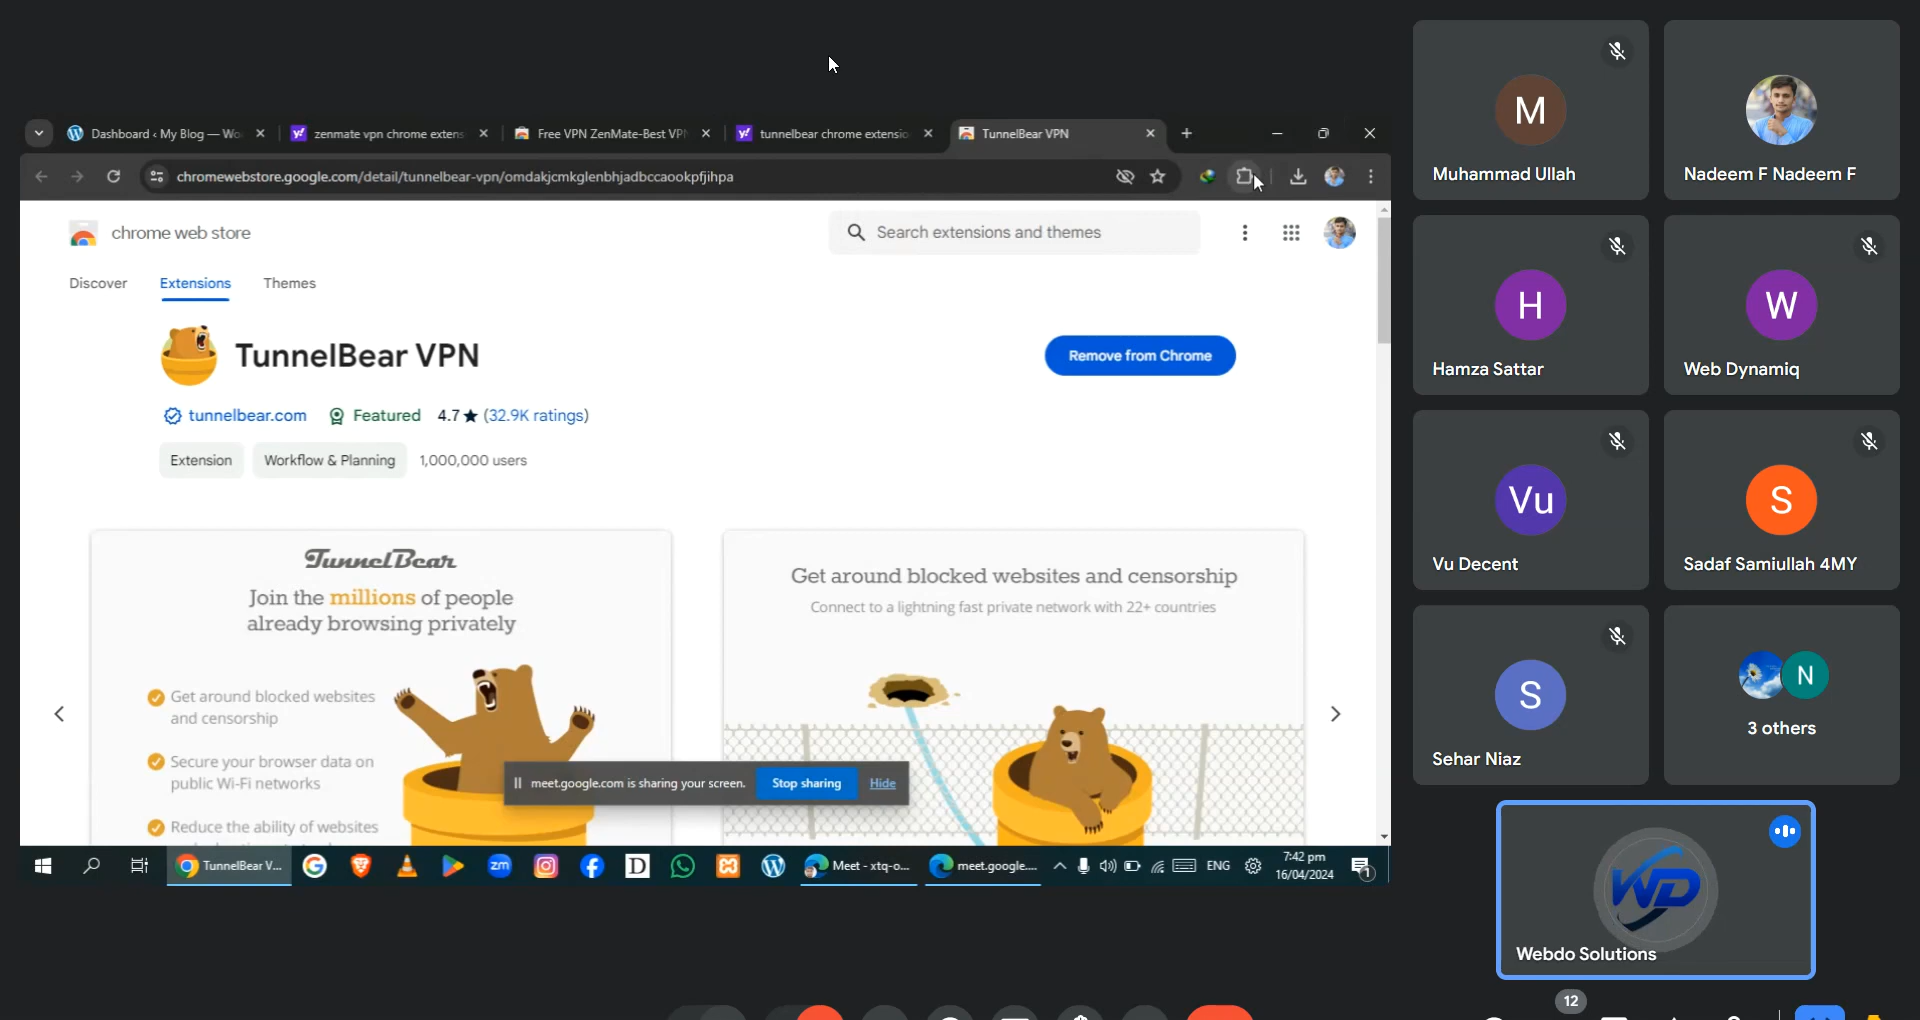 Dashboard ‹ My Blog — Wo
zenmate vpn chrome extens
Free VPN ZenMate-Best VP
tunnelbear chrome extensio
TunnelBear VPN
chromewebstore.google.com/detail/tunnelbear-vpn/omdakjcmkglenbhjadbccaookpfjihpa
chrome web store
Search extensions and themes
Discover
Extensions
Themes
TunnelBear VPN
Remove from Chrome
tunnelbear.com
Featured
4.7★ (32.9K ratings)
Extension
Workflow & Planning
1,000,000 users
TunnelBear
Join the millions of people
already browsing privately
Get around blocked websites
and censorship
Secure your browser data on
public Wi-Fi networks
Reduce the ability of websites
Get around blocked websites and censorship
Connect to a lightning fast private network with 22+ countries
meet.google.com is sharing your screen.
Stop sharing
Hide
TunnelBear V...
zm
D
Meet - xtq-o...
meet.google....
ENG
7:42 pm
16/04/2024
1
M
Muhammad Ullah
Nadeem F Nadeem F
H
Hamza Sattar
W
Web Dynamiq
Vu
Vu Decent
S
Sadaf Samiullah 4MY
S
Sehar Niaz
N
3 others
WD
Webdo Solutions
12